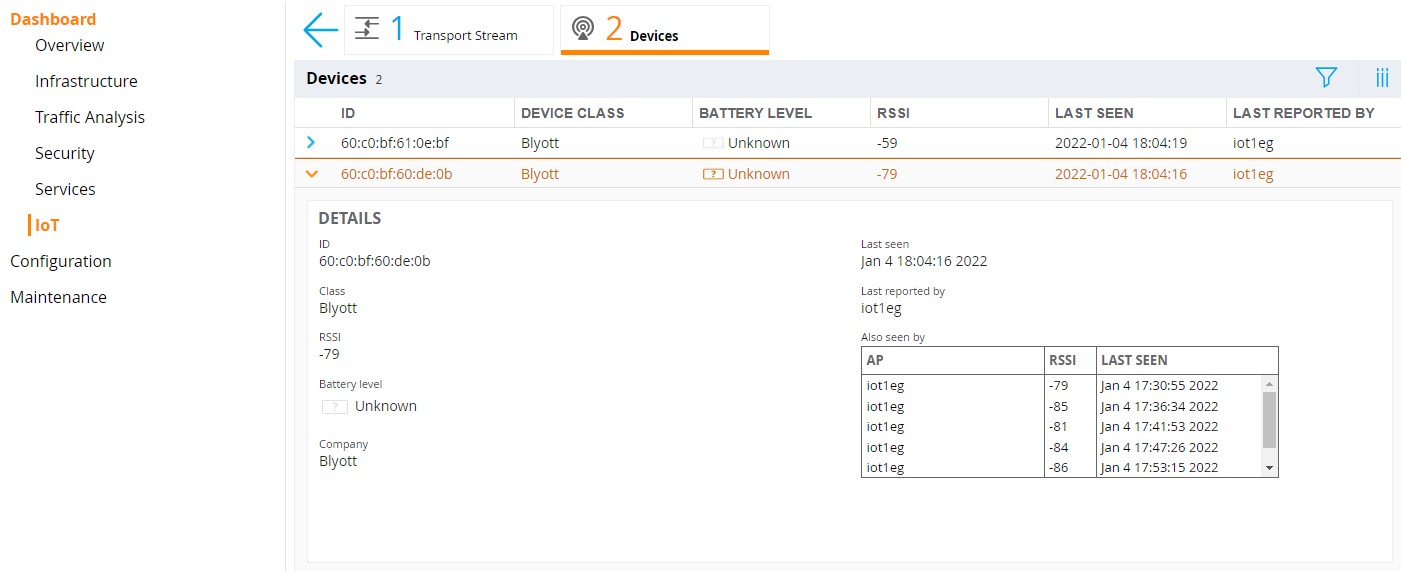 Dashboard
Overview
Infrastructure
Traffic Analysis
Security
Services
IoT
Configuration
Maintenance
1 Transport Stream
2 Devices
Devices 2
ID DEVICE CLASS BATTERY LEVEL RSSI LAST SEEN LAST REPORTED BY
60:c0:bf:61:0e:bf Blyott ? Unknown -59 2022-01-04 18:04:19 iot1eg
60:c0:bf:60:de:0b Blyott ? Unknown -79 2022-01-04 18:04:16 iot1eg
DETAILS
ID
60:c0:bf:60:de:0b
Class
Blyott
RSSI
-79
Battery level
? Unknown
Company
Blyott
Last seen
Jan 4 18:04:16 2022
Last reported by
iot1eg
Also seen by
AP RSSI LAST SEEN
iot1eg -79 Jan 4 17:30:55 2022
iot1eg -85 Jan 4 17:36:34 2022
iot1eg -81 Jan 4 17:41:53 2022
iot1eg -84 Jan 4 17:47:26 2022
iot1eg -86 Jan 4 17:53:15 2022